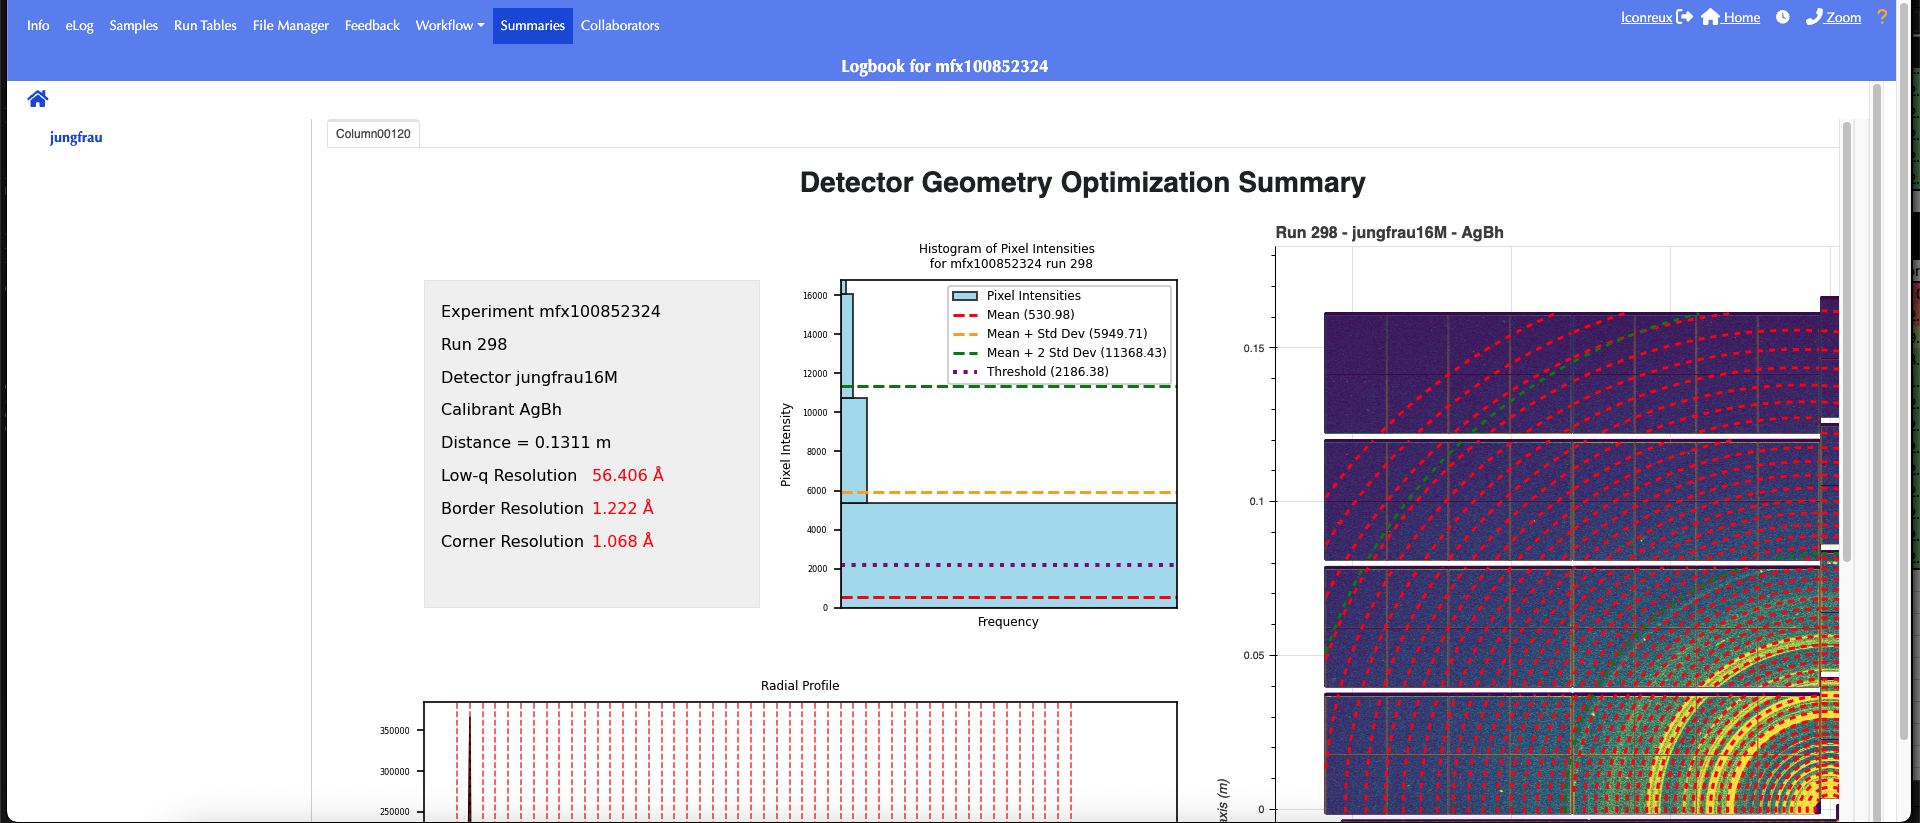 Info eLog Samples Run Tables File Manager Feedback Workflow Summaries Collaborators
lconreux Home Zoom ?
Logbook for mfx100852324
jungfrau
Column00120
Detector Geometry Optimization Summary
Experiment mfx100852324
Run 298
Detector jungfrau16M
Calibrant AgBh
Distance = 0.1311 m
Low-q Resolution 56.406 Å
Border Resolution 1.222 Å
Corner Resolution 1.068 Å
Histogram of Pixel Intensities
for mfx100852324 run 298
Pixel Intensities
Mean (530.98)
Mean + Std Dev (5949.71)
Mean + 2 Std Dev (11368.43)
Threshold (2186.38)
16000
14000
12000
10000
8000
6000
4000
2000
0
Pixel Intensity
Frequency
Run 298 - jungfrau16M - AgBh
0.15
0.1
0.05
0
axis (m)
Radial Profile
350000
300000
250000